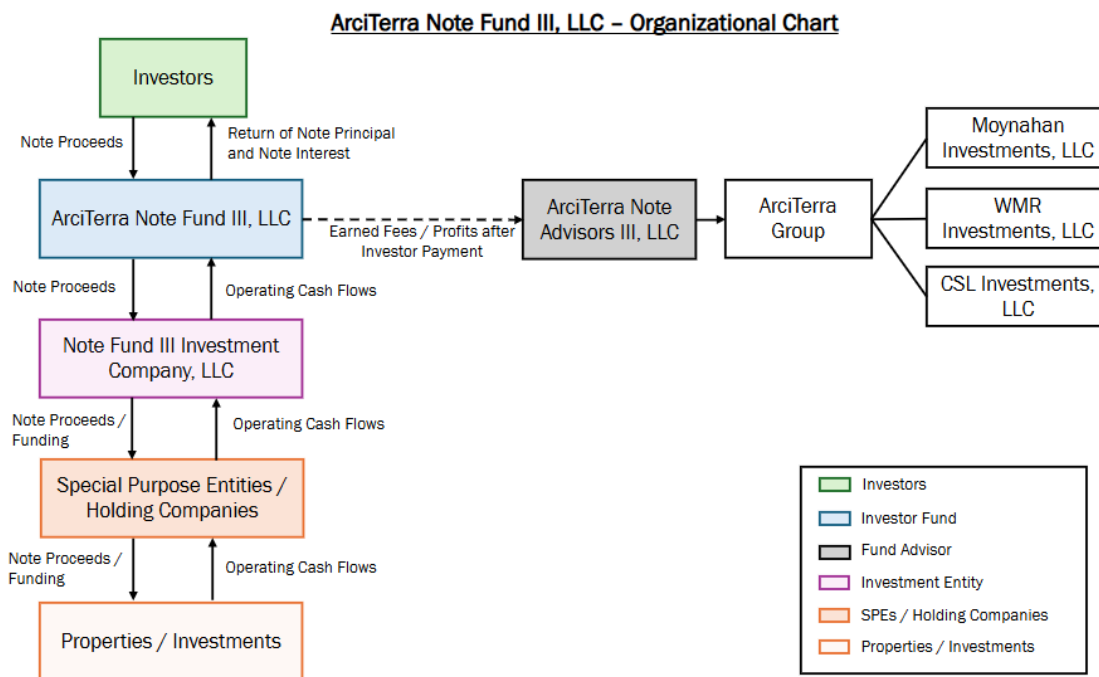 ArciTerra Note Fund III, LLC – Organizational Chart
Investors
Note Proceeds
Return of Note Principal
and Note Interest
ArciTerra Note Fund III, LLC
Earned Fees / Profits after
Investor Payment
ArciTerra Note
Advisors III, LLC
ArciTerra
Group
Moynahan
Investments, LLC
WMR
Investments, LLC
CSL Investments,
LLC
Note Proceeds
Operating Cash Flows
Note Fund III Investment
Company, LLC
Note Proceeds /
Funding
Operating Cash Flows
Special Purpose Entities /
Holding Companies
Note Proceeds /
Funding
Operating Cash Flows
Properties / Investments
Investors
Investor Fund
Fund Advisor
Investment Entity
SPEs / Holding Companies
Properties / Investments